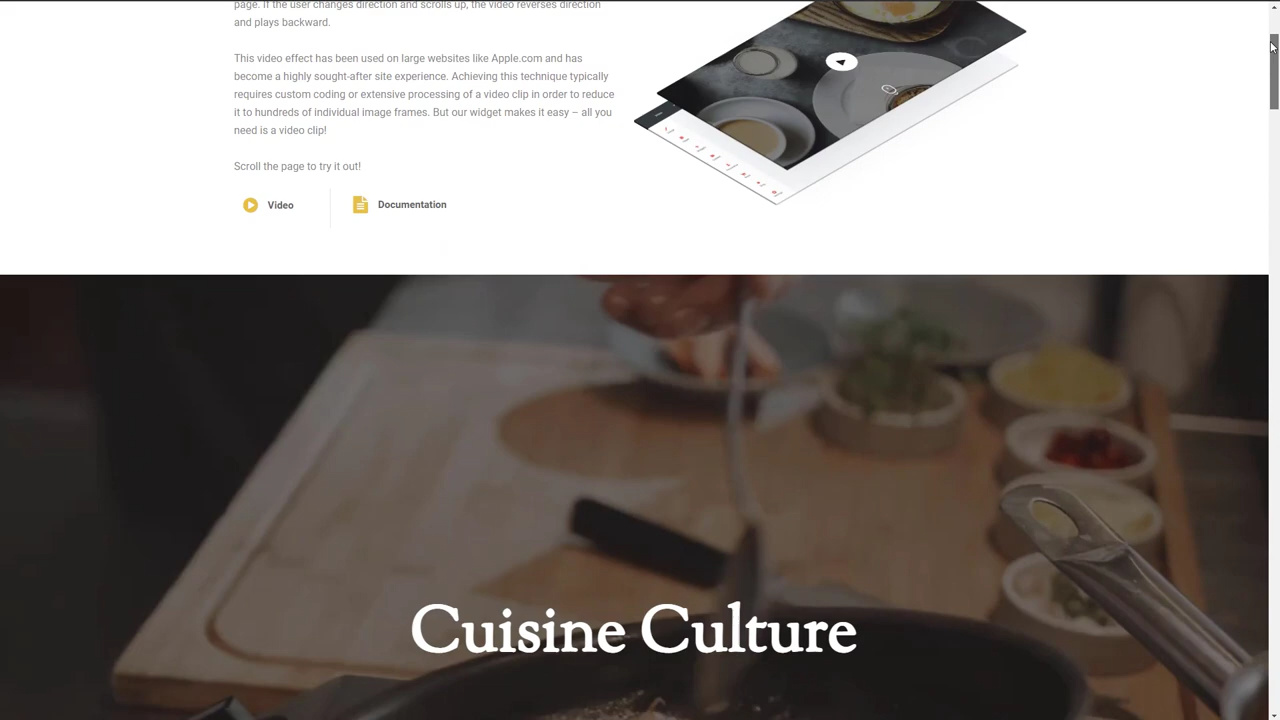 page. If the user changes direction and scrolls up, the video reverses direction
and plays backward.
This video effect has been used on large websites like Apple.com and has
become a highly sought-after site experience. Achieving this technique typically
requires custom coding or extensive processing of a video clip in order to reduce
it to hundreds of individual image frames. But our widget makes it easy – all you
need is a video clip!
Scroll the page to try it out!
Video
Documentation
Cuisine Culture